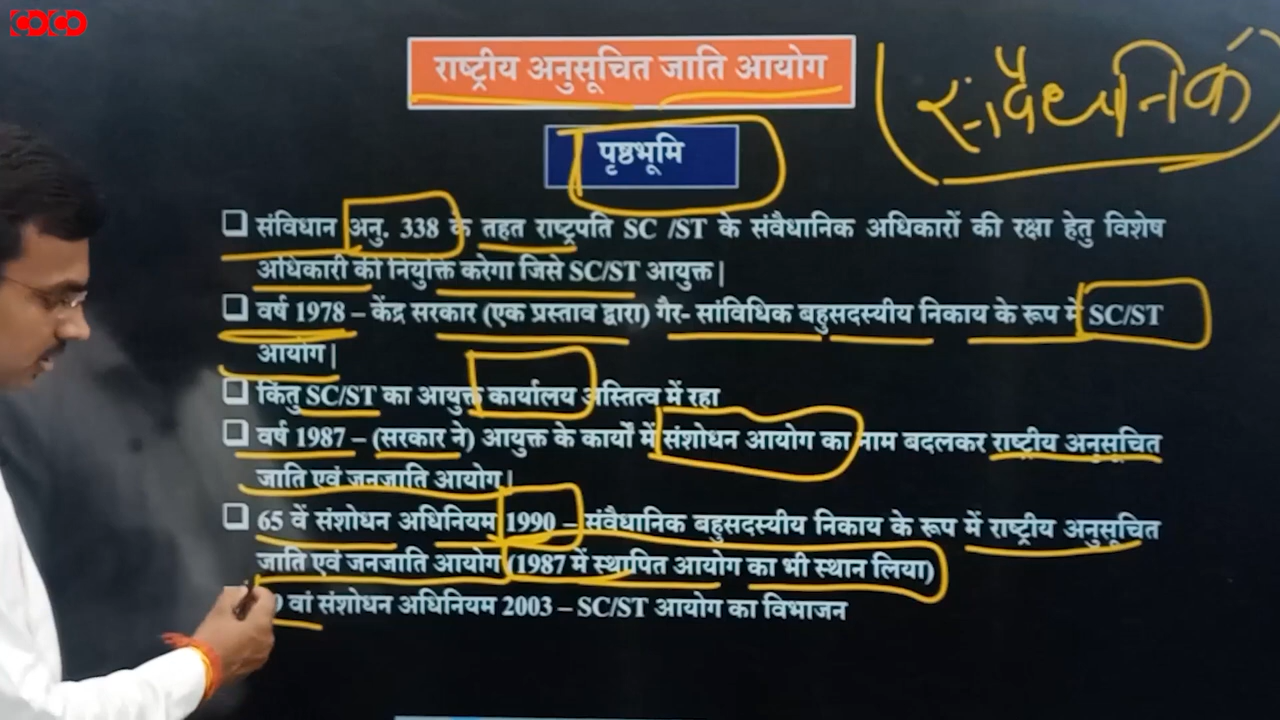 COCO
राष्ट्रीय अनुसूचित जाति आयोग
संवैधानिक
पृष्ठभूमि
संविधान अनु. 338 के तहत राष्ट्रपति SC /ST के संवैधानिक अधिकारों की रक्षा हेतु विशेष
अधिकारी की नियुक्ति करेगा जिसे SC/ST आयुक्त |
वर्ष 1978 – केंद्र सरकार (एक प्रस्ताव द्वारा) गैर- सांविधिक बहुसदस्यीय निकाय के रूप में SC/ST
आयोग |
किंतु SC/ST का आयुक्त कार्यालय अस्तित्व में रहा
वर्ष 1987 – (सरकार ने) आयुक्त के कार्यों में संशोधन आयोग का नाम बदलकर राष्ट्रीय अनुसूचित
जाति एवं जनजाति आयोग |
65 वें संशोधन अधिनियम 1990 – संवैधानिक बहुसदस्यीय निकाय के रूप में राष्ट्रीय अनुसूचित
जाति एवं जनजाति आयोग (1987 में स्थापित आयोग का भी स्थान लिया)
वां संशोधन अधिनियम 2003 – SC/ST आयोग का विभाजन